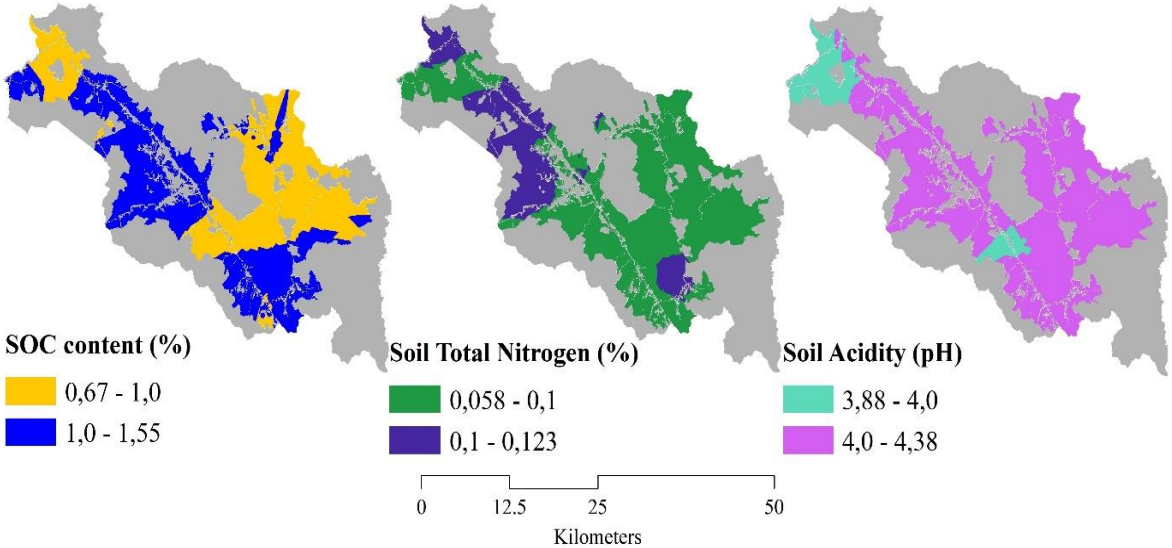 SOC content (%)
0,67 - 1,0
1,0 - 1,55
Soil Total Nitrogen (%)
0,058 - 0,1
0,1 - 0,123
Soil Acidity (pH)
3,88 - 4,0
4,0 - 4,38
0 12.5 25 50
Kilometers